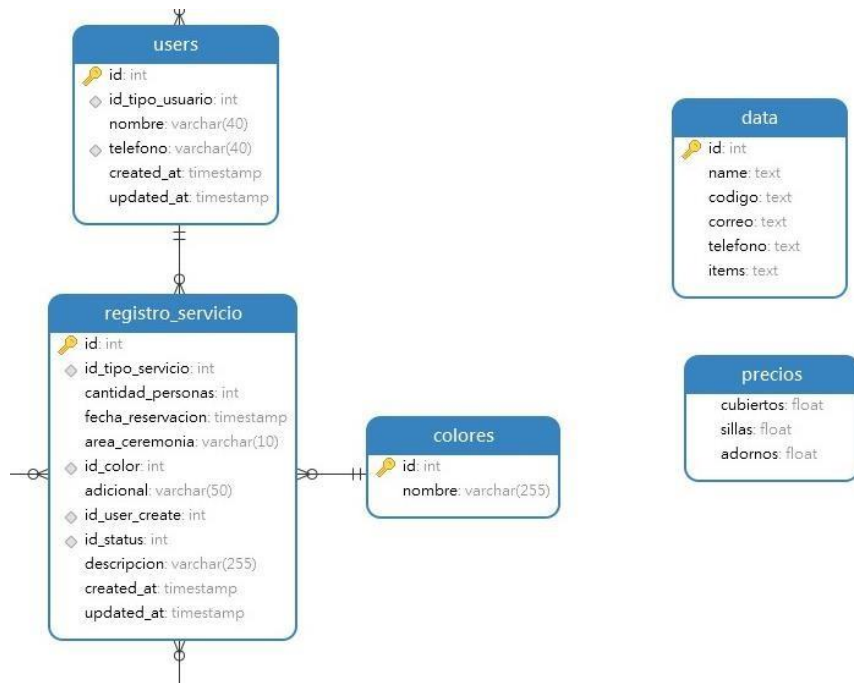 users
id: int
id_tipo_usuario: int
nombre: varchar(40)
telefono: varchar(40)
created_at: timestamp
updated_at: timestamp
registro_servicio
id: int
id_tipo_servicio: int
cantidad_personas: int
fecha_reservacion: timestamp
area_ceremonia: varchar(10)
id_color: int
adicional: varchar(50)
id_user_create: int
id_status: int
descripcion: varchar(255)
created_at: timestamp
updated_at: timestamp
colores
id: int
nombre: varchar(255)
data
id: int
name: text
codigo: text
correo: text
telefono: text
items: text
precios
cubiertos: float
sillas: float
adornos: float